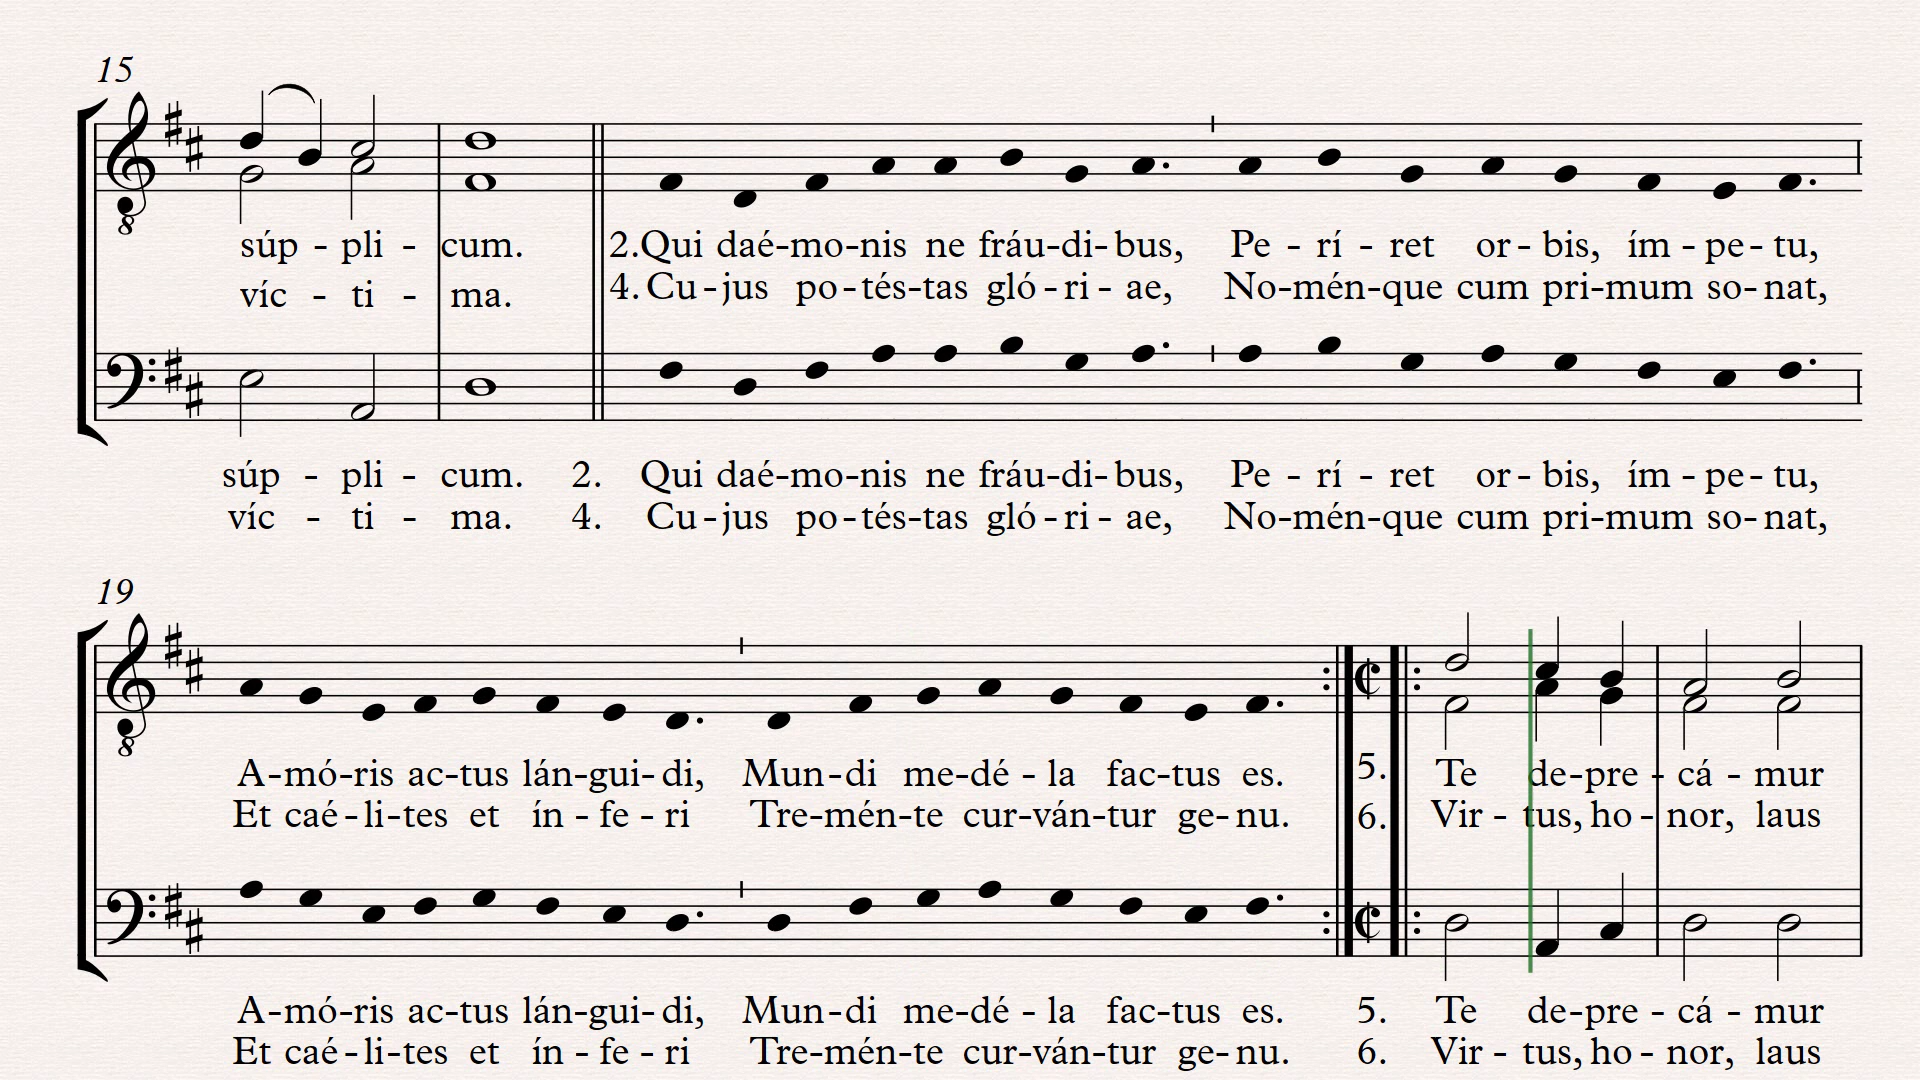 15
súp - pli - cum. 2.Qui daé-mo-nis ne fráu-di-bus, Pe - rí - ret or - bis, ím - pe - tu,
víc - ti - ma. 4.Cu-jus po-tés-tas gló-ri - ae, No-mén-que cum pri-mum so-nat,
súp - pli - cum. 2. Qui daé-mo-nis ne fráu-di-bus, Pe - rí - ret or - bis, ím - pe - tu,
víc - ti - ma. 4. Cu-jus po-tés-tas gló-ri - ae, No-mén-que cum pri-mum so-nat,
19
A-mó-ris ac-tus lán-gui-di, Mun-di me-dé - la fac-tus es. 5. Te de-pre - cá - mur
Et caé-li-tes et ín - fe - ri Tre-mén-te cur-ván-tur ge-nu. 6. Vir - tus, ho - nor, laus
A-mó-ris ac-tus lán-gui-di, Mun-di me-dé - la fac-tus es. 5. Te de-pre - cá - mur
Et caé-li-tes et ín - fe - ri Tre-mén-te cur-ván-tur ge-nu. 6. Vir - tus, ho - nor, laus